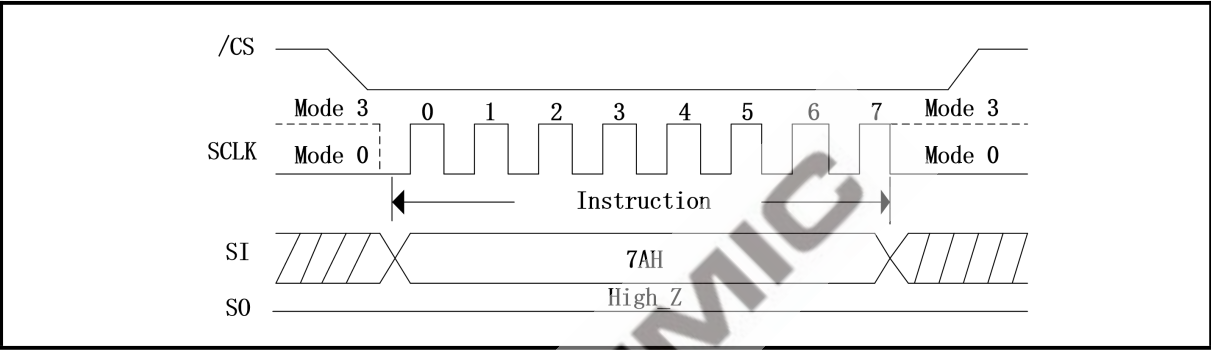 /CS
Mode 3 0 1 2 3 4 5 6 7 Mode 3
SCLK Mode 0 Mode 0
Instruction
SI 7AH
High_Z
SO